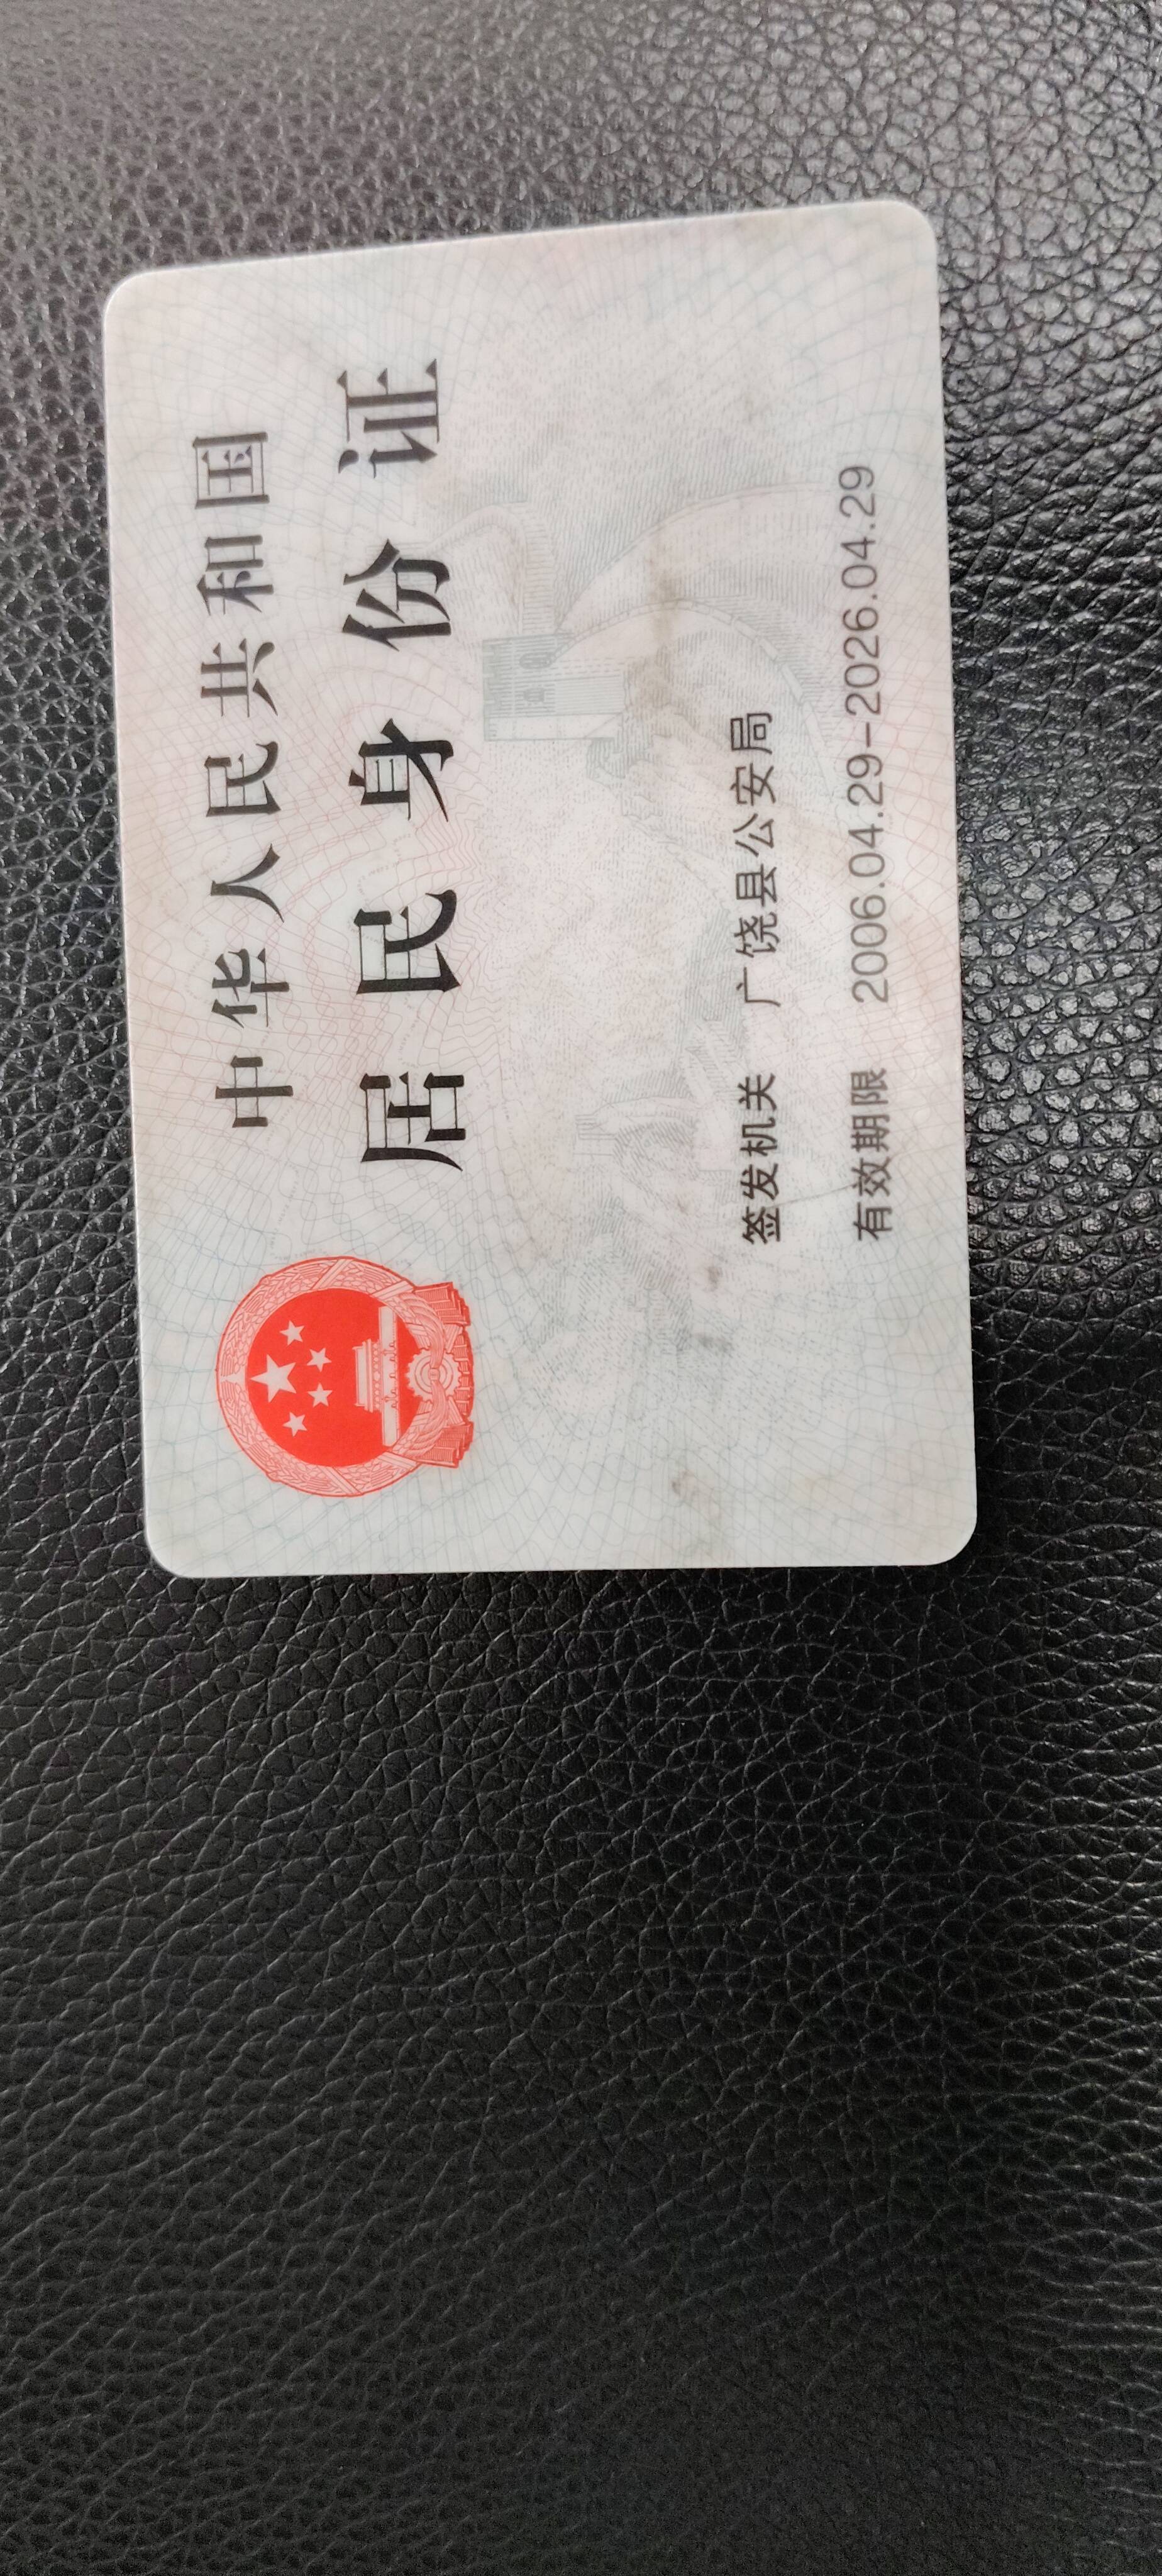 中华人民共和国
居民身份证
签发机关 广饶县公安局
有效期限 2006.04.29-2026.04.29